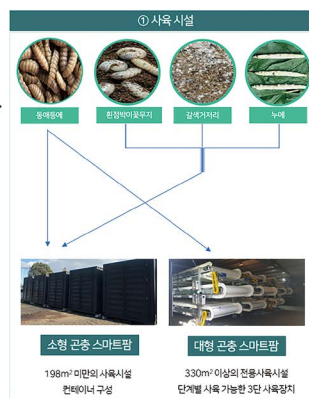 ① 사육 시설
동애등에
흰점박이꽃무지
갈색거저리
누에
소형 곤충 스마트팜
대형 곤충 스마트팜
198m² 미만의 사육시설
컨테이너 구성
330m² 이상의 전용사육시설
단계별 사육 가능한 3단 사육장치